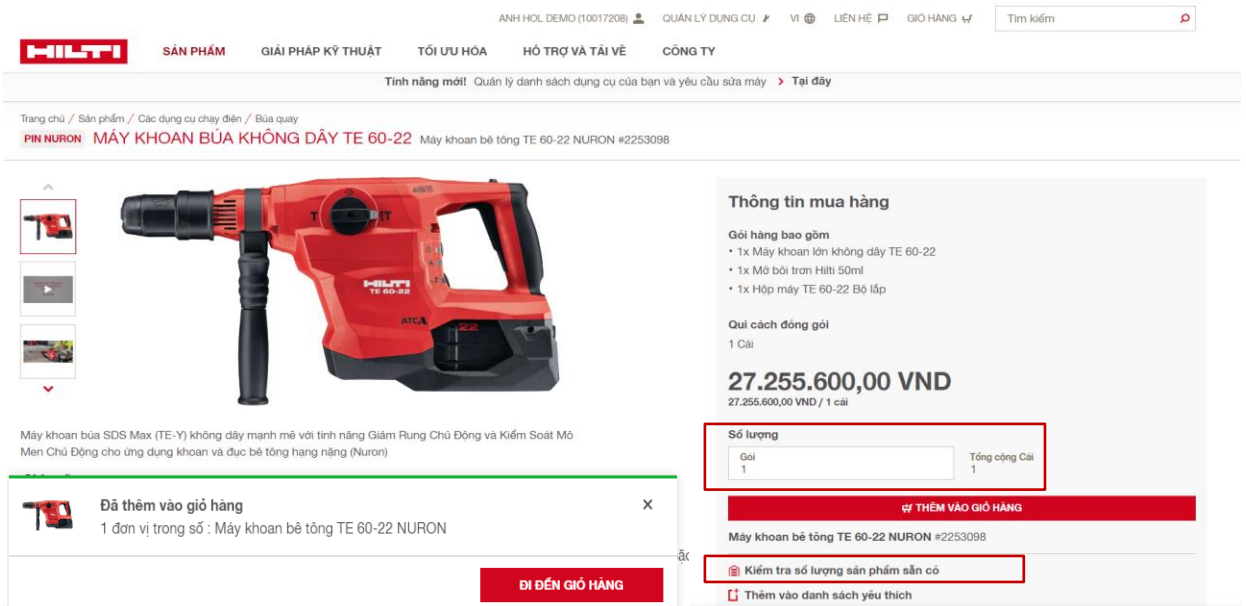 ANH HOL DEMO (10017208) QUẢN LÝ DỤNG CỤ VI LIÊN HỆ GIỎ HÀNG Tìm kiếm
HILTI SẢN PHẨM GIẢI PHÁP KỸ THUẬT TỐI ƯU HÓA HỖ TRỢ VÀ TẢI VỀ CÔNG TY
Tính năng mới! Quản lý danh sách dụng cụ của bạn và yêu cầu sửa máy > Tại đây
Trang chủ / Sản phẩm / Các dụng cụ chạy điện / Búa quay
PIN NURON MÁY KHOAN BÚA KHÔNG DÂY TE 60-22 Máy khoan bê tông TE 60-22 NURON #2253098
HILTI
TE 60-22
ATC
22
Máy khoan búa SDS Max (TE-Y) không dây mạnh mẽ với tính năng Giảm Rung Chủ Động và Kiểm Soát Mô
Men Chủ Động cho ứng dụng khoan và đục bê tông hạng nặng (Nuron)
Đã thêm vào giỏ hàng
1 đơn vị trong số : Máy khoan bê tông TE 60-22 NURON
ĐI ĐẾN GIỎ HÀNG
Thông tin mua hàng
Gói hàng bao gồm
• 1x Máy khoan lớn không dây TE 60-22
• 1x Mỡ bôi trơn Hilti 50ml
• 1x Hộp máy TE 60-22 Bộ lắp
Qui cách đóng gói
1 Cái
27.255.600,00 VND
27.255.600,00 VND / 1 cái
Số lượng
Gói Tổng cộng Cái
1 1
THÊM VÀO GIỎ HÀNG
Máy khoan bê tông TE 60-22 NURON #2253098
Kiểm tra số lượng sản phẩm sẵn có
Thêm vào danh sách yêu thích